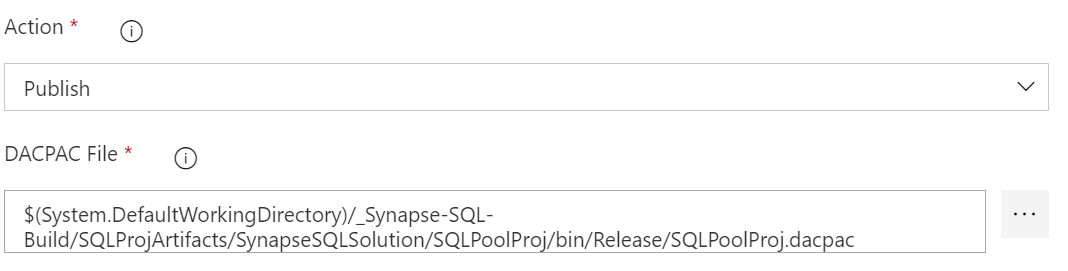 Action *
Publish
DACPAC File *
$(System.DefaultWorkingDirectory)/_Synapse-SQL-
Build/SQLProjArtifacts/SynapseSQLSolution/SQLPoolProj/bin/Release/SQLPoolProj.dacpac